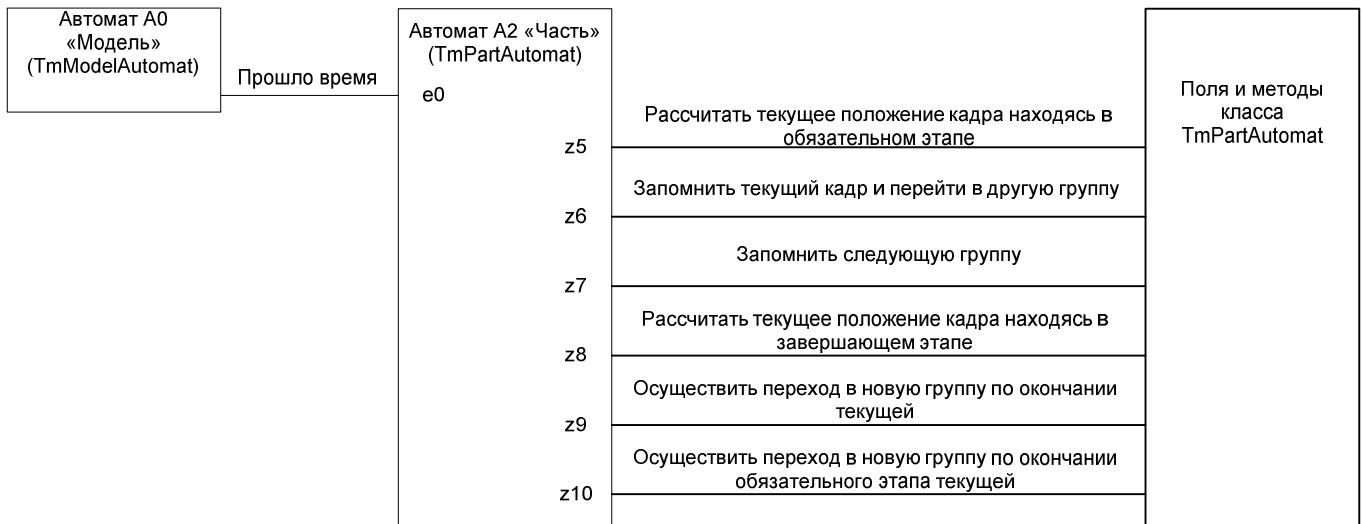 Автомат A0
«Модель»
(TmModelAutomat)
Прошло время
Автомат A2 «Часть»
(TmPartAutomat)
e0
Поля и методы
класса
TmPartAutomat
Рассчитать текущее положение кадра находясь в
обязательном этапе
z5
Запомнить текущий кадр и перейти в другую группу
z6
Запомнить следующую группу
z7
Рассчитать текущее положение кадра находясь в
завершающем этапе
z8
Осуществить переход в новую группу по окончании
текущей
z9
Осуществить переход в новую группу по окончании
обязательного этапа текущей
z10